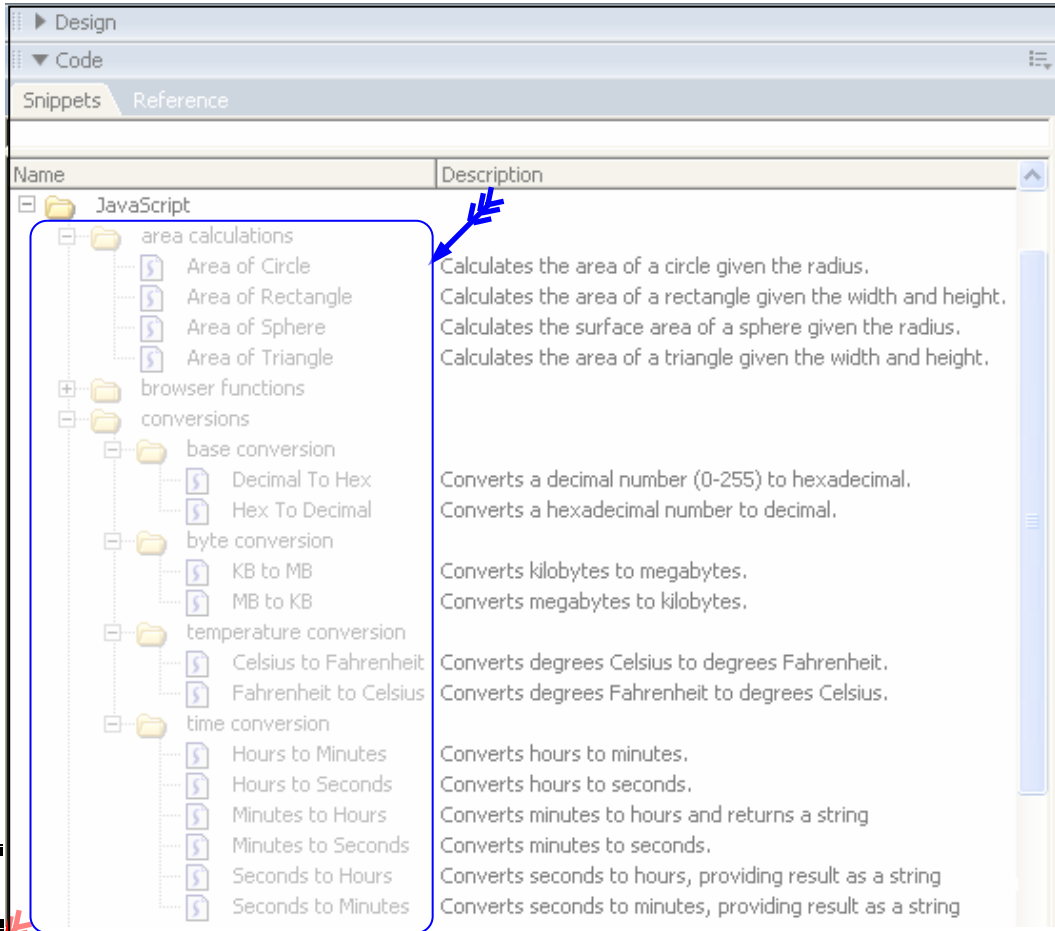 Design
Code
Snippets Reference
Name Description
JavaScript
area calculations
Area of Circle Calculates the area of a circle given the radius.
Area of Rectangle Calculates the area of a rectangle given the width and height.
Area of Sphere Calculates the surface area of a sphere given the radius.
Area of Triangle Calculates the area of a triangle given the width and height.
browser functions
conversions
base conversion
Decimal To Hex Converts a decimal number (0-255) to hexadecimal.
Hex To Decimal Converts a hexadecimal number to decimal.
byte conversion
KB to MB Converts kilobytes to megabytes.
MB to KB Converts megabytes to kilobytes.
temperature conversion
Celsius to Fahrenheit Converts degrees Celsius to degrees Fahrenheit.
Fahrenheit to Celsius Converts degrees Fahrenheit to degrees Celsius.
time conversion
Hours to Minutes Converts hours to minutes.
Hours to Seconds Converts hours to seconds.
Minutes to Hours Converts minutes to hours and returns a string
Minutes to Seconds Converts minutes to seconds.
Seconds to Hours Converts seconds to hours, providing result as a string
Seconds to Minutes Converts seconds to minutes, providing result as a string